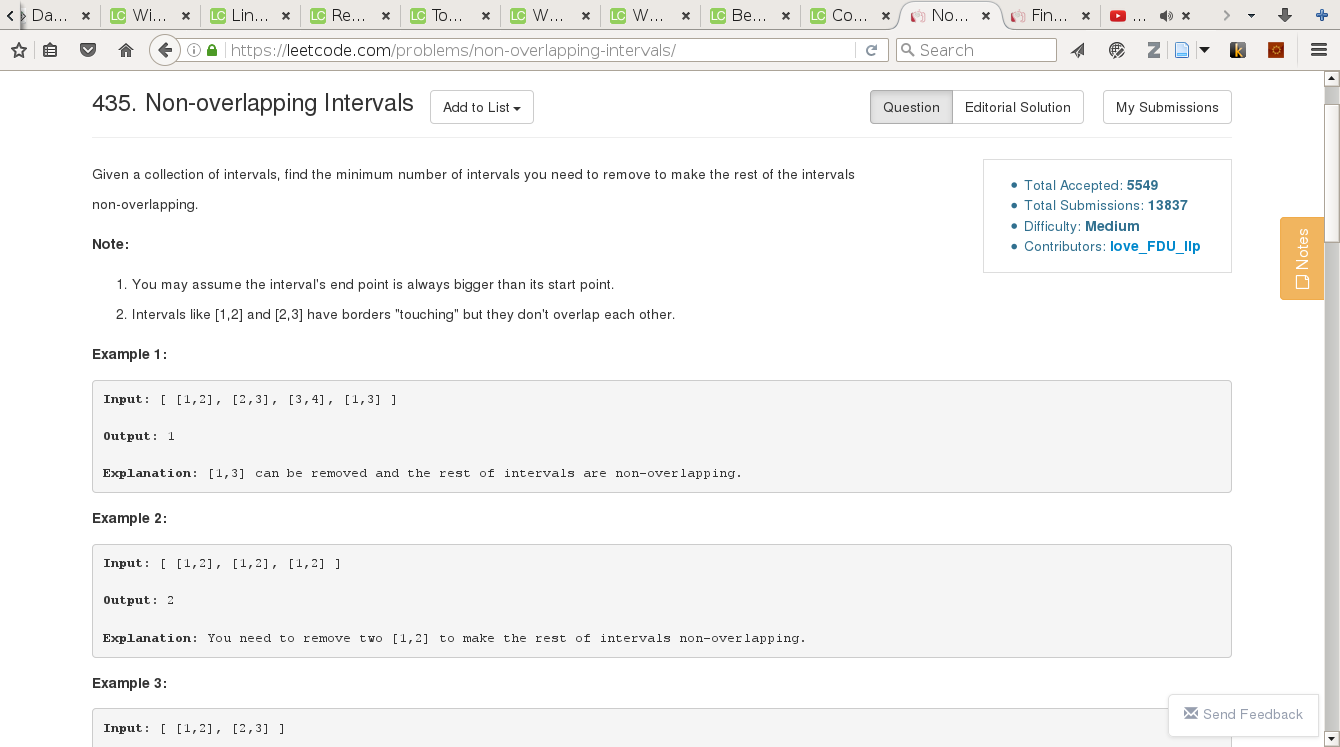 Da... LC Wi... LC Lin... LC Re... LC To... LC W... LC W... LC Be... LC Co... No... Fin... ...
https://leetcode.com/problems/non-overlapping-intervals/ Search Z k
435. Non-overlapping Intervals Add to List Question Editorial Solution My Submissions
Given a collection of intervals, find the minimum number of intervals you need to remove to make the rest of the intervals
non-overlapping.
Total Accepted: 5549
Total Submissions: 13837
Difficulty: Medium
Contributors: love_FDU_llp
Notes
Note:
1. You may assume the interval's end point is always bigger than its start point.
2. Intervals like [1,2] and [2,3] have borders "touching" but they don't overlap each other.
Example 1:
Input: [ [1,2], [2,3], [3,4], [1,3] ]
Output: 1
Explanation: [1,3] can be removed and the rest of intervals are non-overlapping.
Example 2:
Input: [ [1,2], [1,2], [1,2] ]
Output: 2
Explanation: You need to remove two [1,2] to make the rest of intervals non-overlapping.
Example 3:
Input: [ [1,2], [2,3] ]
Send Feedback